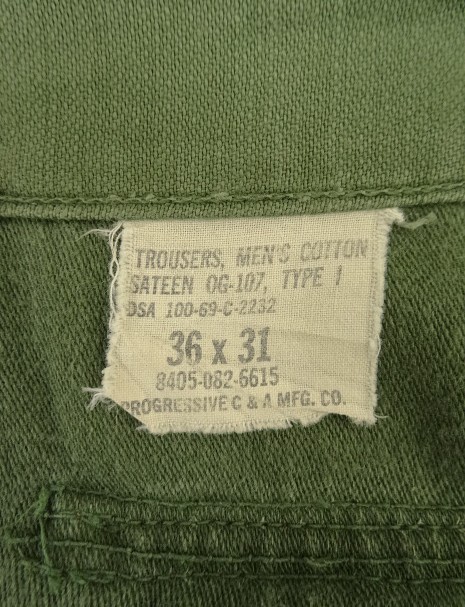 TROUSERS, MEN'S COTTON
SATEEN OG-107, TYPE I
DSA 100-69-C-2232
36 x 31
8405-082-6615
PROGRESSIVE C & A MFG. CO.